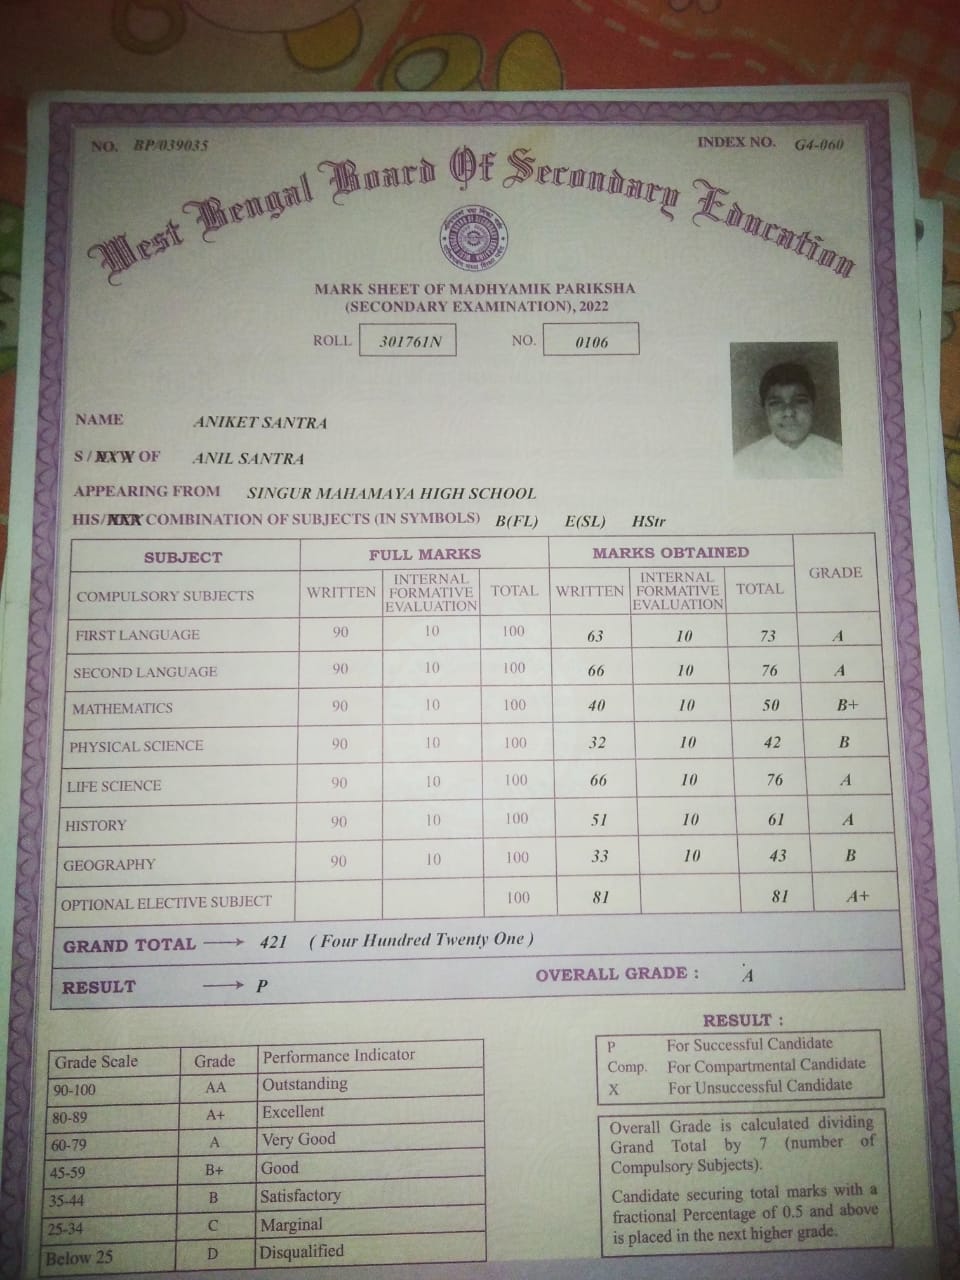 NO. BP/039035 INDEX NO. G4-060
West Bengal Board Of Secondary Education
MARK SHEET OF MADHYAMIK PARIKSHA
(SECONDARY EXAMINATION), 2022
ROLL 301761N NO. 0106
NAME ANIKET SANTRA
S / OF ANIL SANTRA
APPEARING FROM SINGUR MAHAMAYA HIGH SCHOOL
HIS/ COMBINATION OF SUBJECTS (IN SYMBOLS) B(FL) E(SL) HStr
SUBJECT FULL MARKS MARKS OBTAINED GRADE
COMPULSORY SUBJECTS WRITTEN INTERNAL FORMATIVE EVALUATION TOTAL WRITTEN INTERNAL FORMATIVE EVALUATION TOTAL
FIRST LANGUAGE 90 10 100 63 10 73 A
SECOND LANGUAGE 90 10 100 66 10 76 A
MATHEMATICS 90 10 100 40 10 50 B+
PHYSICAL SCIENCE 90 10 100 32 10 42 B
LIFE SCIENCE 90 10 100 66 10 76 A
HISTORY 90 10 100 51 10 61 A
GEOGRAPHY 90 10 100 33 10 43 B
OPTIONAL ELECTIVE SUBJECT 100 81 81 A+
GRAND TOTAL → 421 ( Four Hundred Twenty One )
RESULT → P OVERALL GRADE : A
Grade Scale Grade Performance Indicator
90-100 AA Outstanding
80-89 A+ Excellent
60-79 A Very Good
45-59 B+ Good
35-44 B Satisfactory
25-34 C Marginal
Below 25 D Disqualified
RESULT :
P For Successful Candidate
Comp. For Compartmental Candidate
X For Unsuccessful Candidate
Overall Grade is calculated dividing
Grand Total by 7 (number of
Compulsory Subjects).
Candidate securing total marks with a
fractional Percentage of 0.5 and above
is placed in the next higher grade.